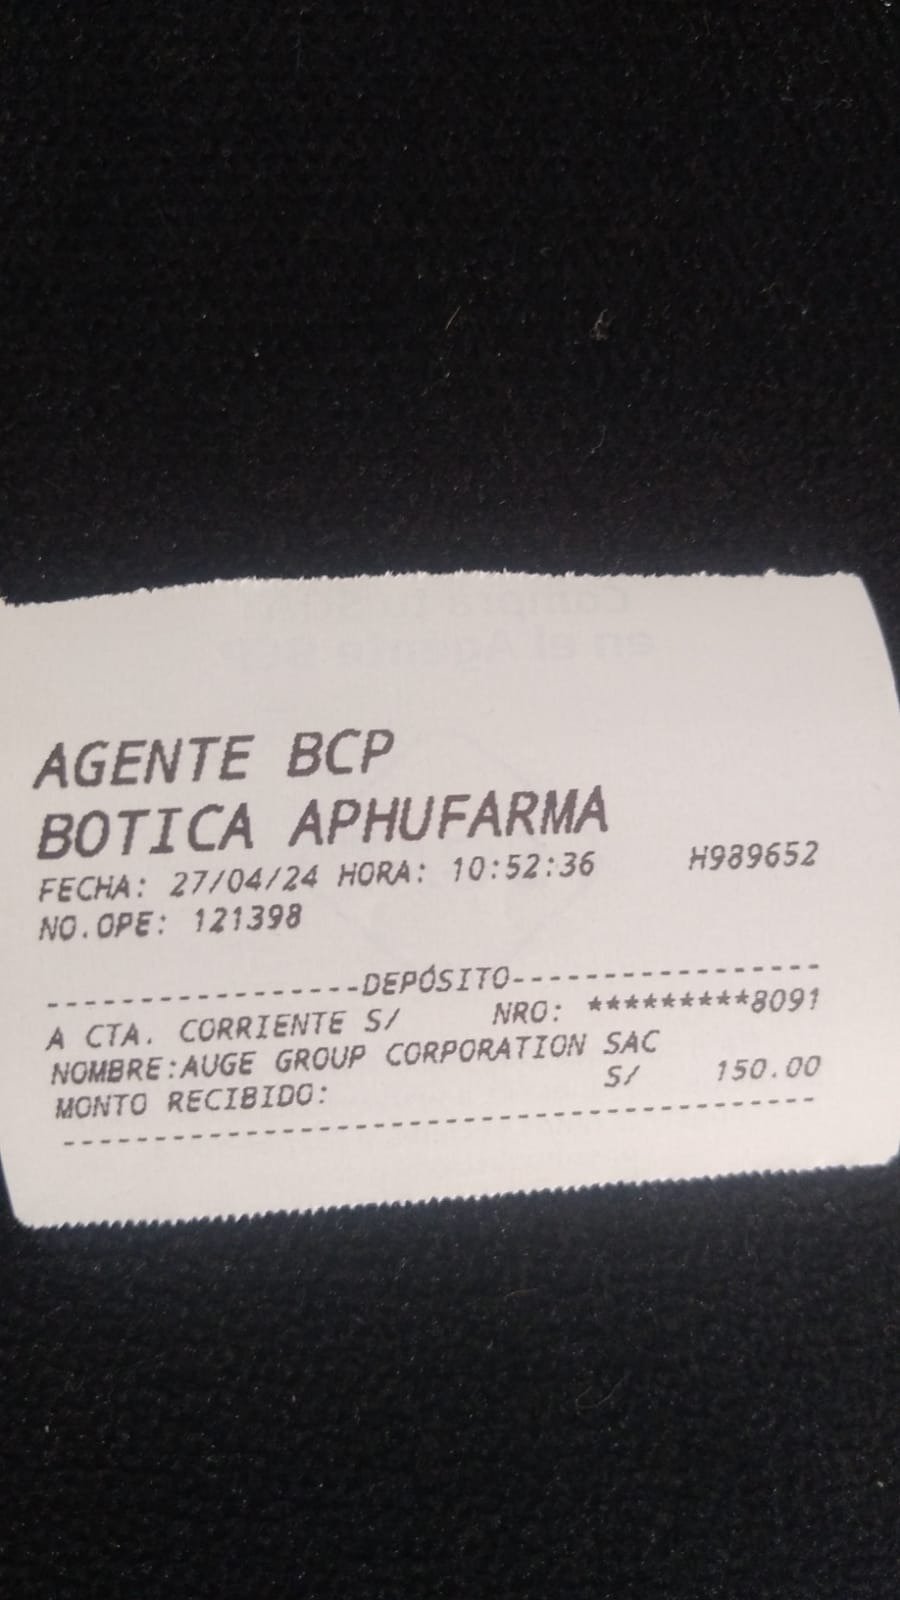 AGENTE BCP
BOTICA APHUFARMA
FECHA: 27/04/24 HORA: 10:52:36 H989652
NO.OPE: 121398
-----------------DEPÓSITO-----------------
A CTA. CORRIENTE S/ NRO: *********8091
NOMBRE:AUGE GROUP CORPORATION SAC
MONTO RECIBIDO: S/ 150.00
------------------------------------------